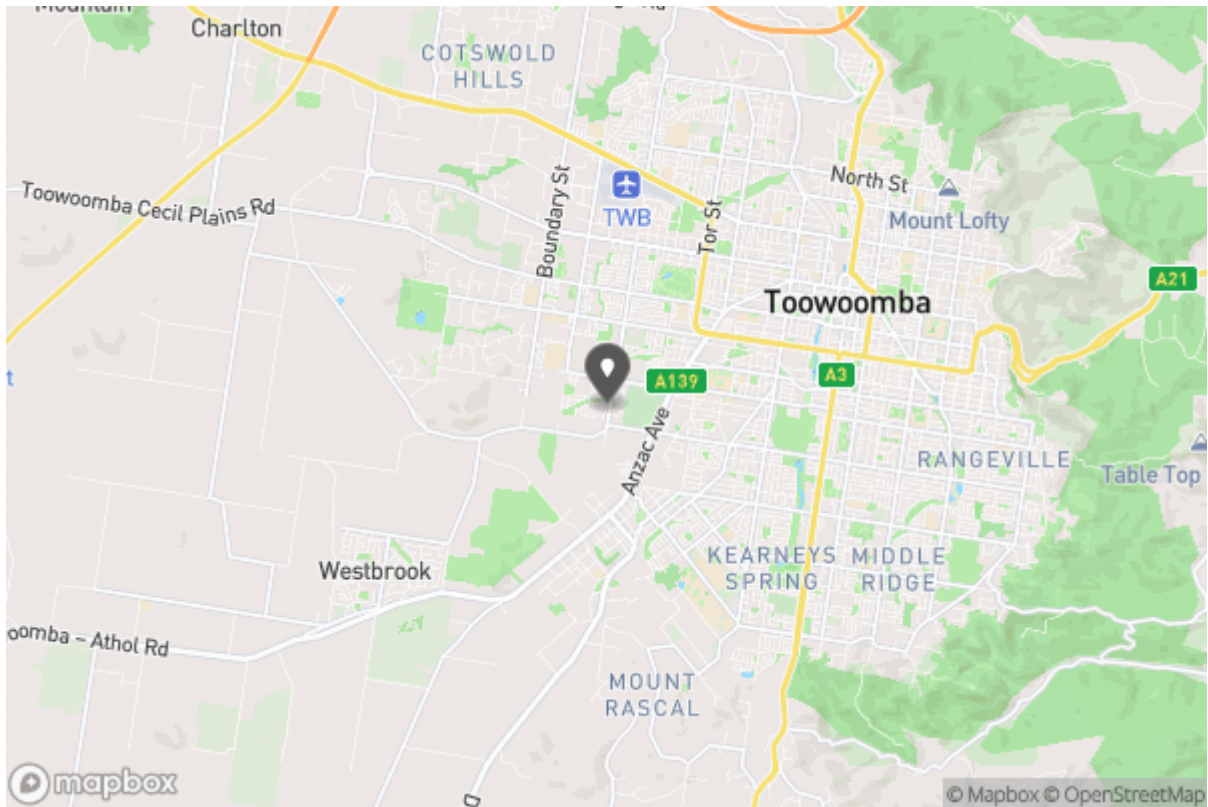 Mountain
Charlton
COTSWOLD
HILLS
Toowoomba Cecil Plains Rd
Boundary St
TWB
Tor St
North St
Mount Lofty
A21
Toowoomba
A139
A3
Anzac Ave
RANGEVILLE
Table Top
KEARNEYS
SPRING
MIDDLE
RIDGE
Westbrook
oomba – Athol Rd
MOUNT
RASCAL
mapbox
© Mapbox © OpenStreetMap